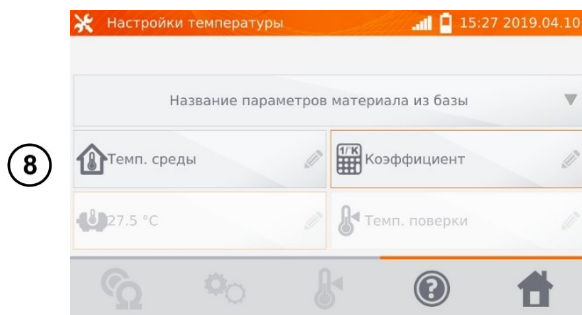 Настройки температуры 15:27 2019.04.10
Название параметров материала из базы
8
Темп. среды 1/K Коэффициент
27.5 °C Темп. поверки
?